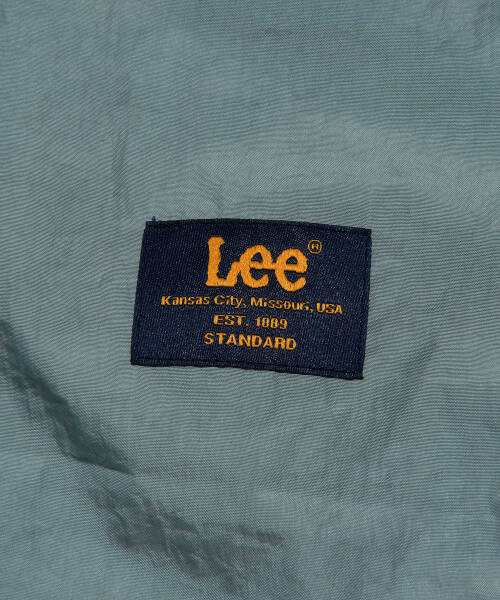 Lee®
Kansas City, Missouri, USA
EST. 1889
STANDARD